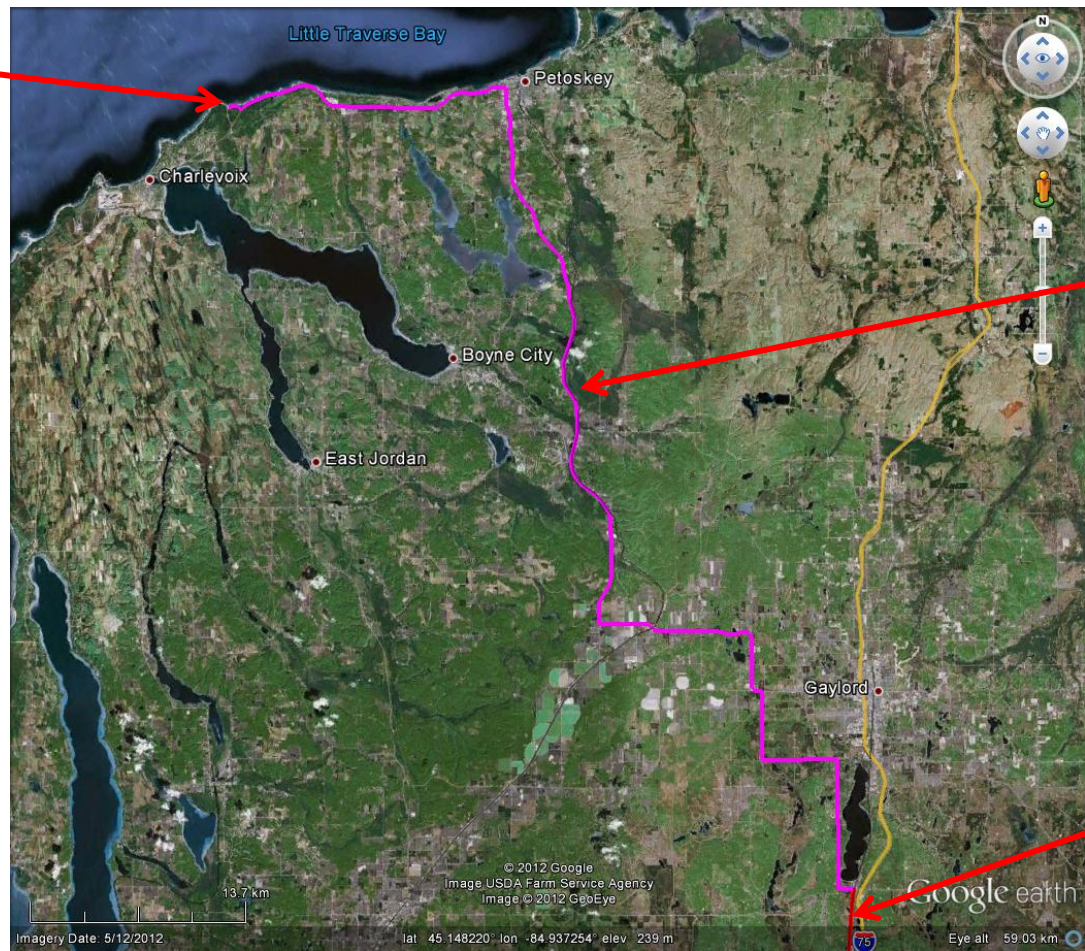 Little Traverse Bay
N
Petoskey
Charlevoix
Boyne City
East Jordan
Gaylord
© 2012 Google
Image USDA Farm Service Agency
Image © 2012 GeoEye
13.7 km
Google earth
75
Imagery Date: 5/12/2012
lat 45.148220° lon -84.937254° elev 239 m
Eye alt 59.03 km